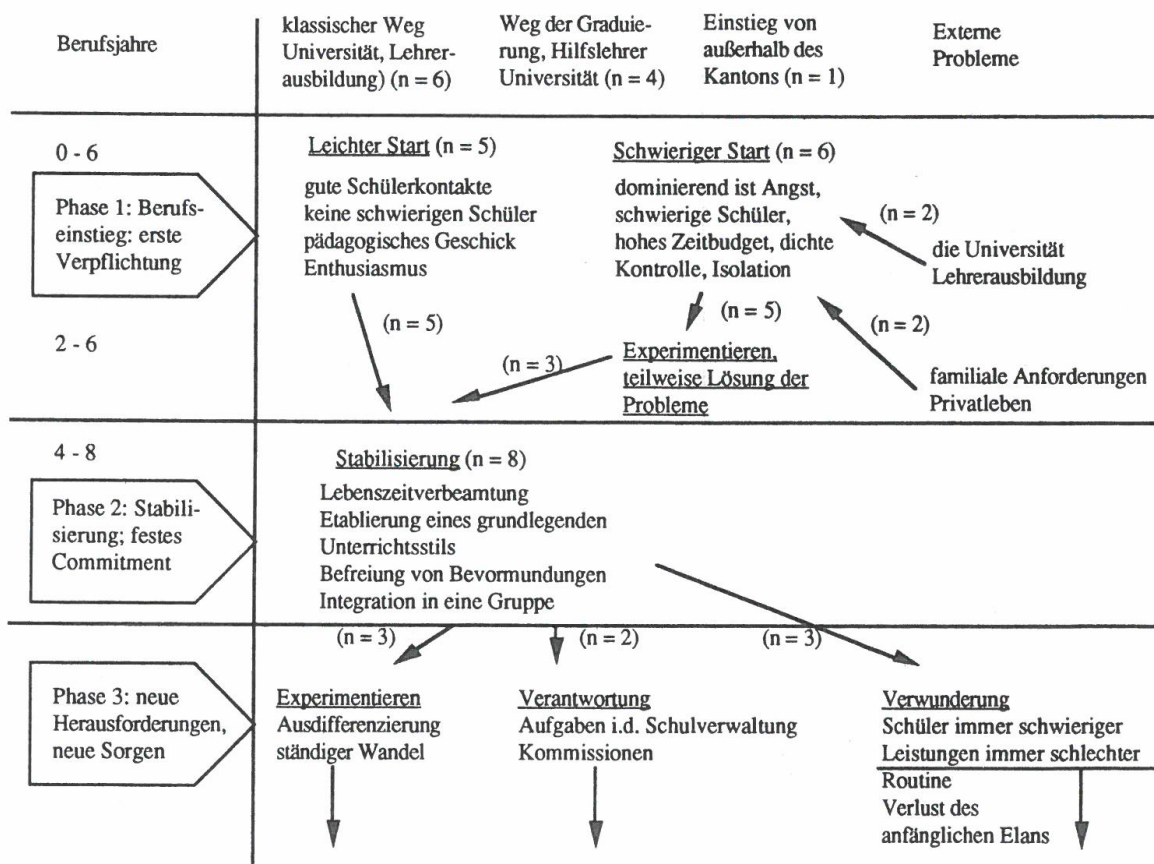 Berufsjahre
klassischer Weg
Universität, Lehrer-
ausbildung) (n = 6)
Weg der Graduie-
rung, Hilfslehrer
Universität (n = 4)
Einstieg von
außerhalb des
Kantons (n = 1)
Externe
Probleme
0 - 6
Phase 1: Berufs-
einstieg: erste
Verpflichtung
2 - 6
Leichter Start (n = 5)
gute Schülerkontakte
keine schwierigen Schüler
pädagogisches Geschick
Enthusiasmus
(n = 5)
Schwieriger Start (n = 6)
dominierend ist Angst,
schwierige Schüler,
hohes Zeitbudget, dichte
Kontrolle, Isolation
(n = 2)
die Universität
Lehrerausbildung
(n = 5)
(n = 2)
(n = 3)
Experimentieren,
teilweise Lösung der
Probleme
familiale Anforderungen
Privatleben
4 - 8
Phase 2: Stabili-
sierung; festes
Commitment
Stabilisierung (n = 8)
Lebenszeitverbeamtung
Etablierung eines grundlegenden
Unterrichtsstils
Befreiung von Bevormundungen
Integration in eine Gruppe
(n = 3)
(n = 2)
(n = 3)
Phase 3: neue
Herausforderungen,
neue Sorgen
Experimentieren
Ausdifferenzierung
ständiger Wandel
Verantwortung
Aufgaben i.d. Schulverwaltung
Kommissionen
Verwunderung
Schüler immer schwieriger
Leistungen immer schlechter
Routine
Verlust des
anfänglichen Elans